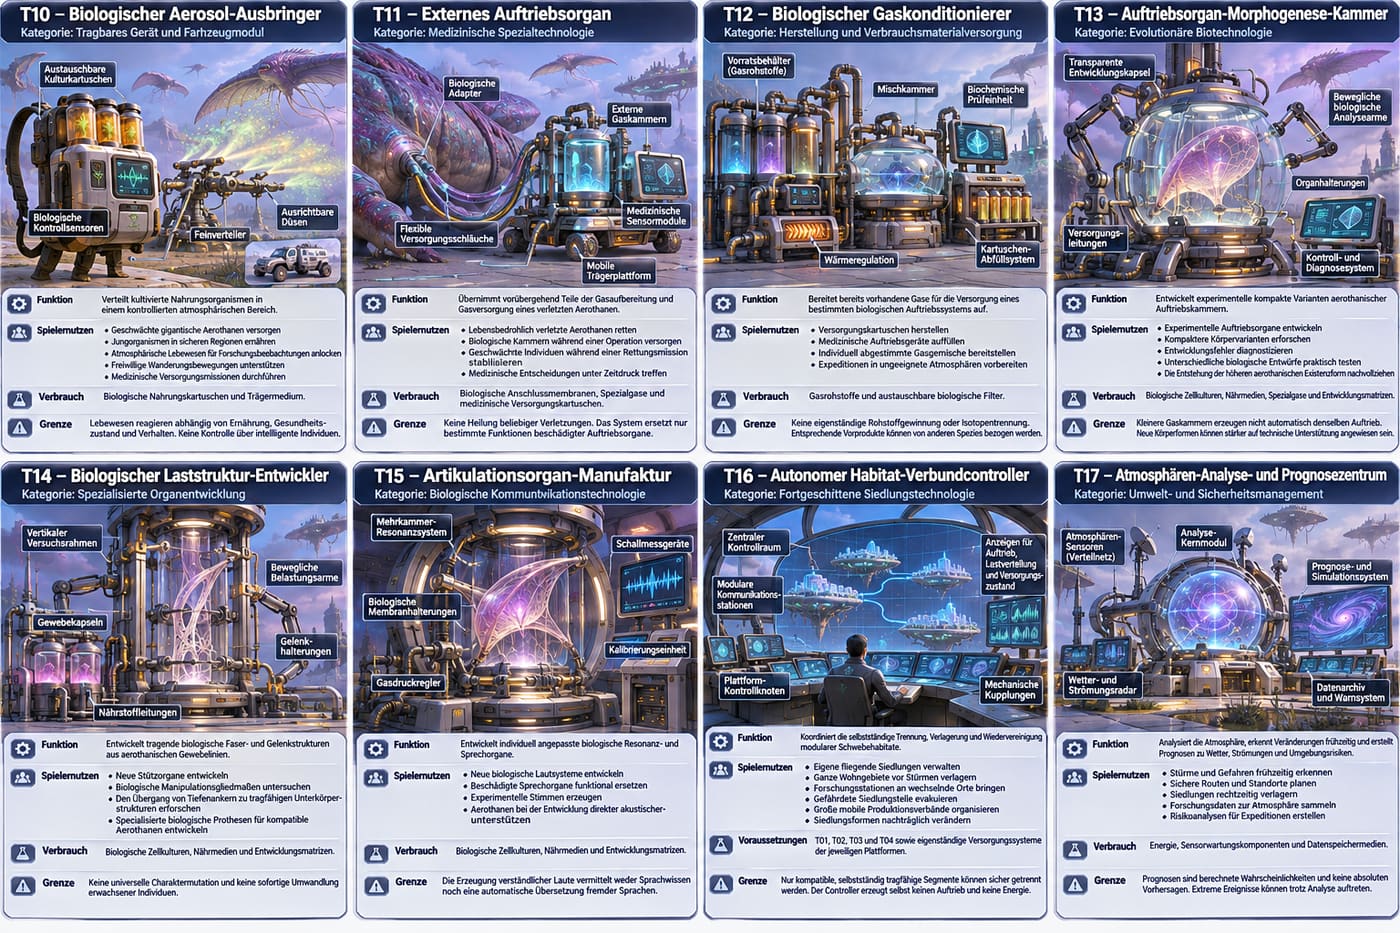 T10 – Biologischer Aerosol-Ausbringer
Kategorie: Tragbares Gerät und Farhzeugmodul
Austauschbare
Kulturkartuschen
Biologische
Kontrollsensoren
Feinverteiler
Ausrichtbare
Düsen
Funktion
Verteilt kultivierte Nahrungsorganismen in
einem kontrollierten atmosphärischen Bereich.
Spielernutzen
• Geschwächte gigantische Aerothanen versorgen
• Jungorganismen in sicheren Regionen ernähren
• Atmosphärische Lebewesen für Forschungsbeobachtungen anlocken
• Freiwillige Wanderungsbewegungen unterstützen
• Medizinische Versorgungsmissionen durchführen
Verbrauch
Biologische Nahrungskartuschen und Trägermedium.
Grenze
Lebewesen reagieren abhängig von Ernährung, Gesundheits-
zustand und Verhalten. Keine Kontrolle über intelligente Individuen.
T11 – Externes Auftriebsorgan
Kategorie: Medizinische Spezialtechnologie
Biologische
Adapter
Externe
Gaskammern
Flexible
Versorgungsschläuche
Medizinische
Sensormodule
Mobile
Trägerplattform
Funktion
Übernimmt vorübergehend Teile der Gasaufbereitung und
Gasversorgung eines verletzten Aerothanen.
Spielernutzen
• Lebensbedrohlich verletzte Aerothanen retten
• Biologische Kammern während einer Operation versorgen
• Geschwächte Individuen während einer Rettungsmission
stabilisieren
• Medizinische Entscheidungen unter Zeitdruck treffen
Verbrauch
Biologische Anschlussmembranen, Spezialgase und
medizinische Versorgungskartuschen.
Grenze
Keine Heilung beliebiger Verletzungen. Das System ersetzt nur
bestimmte Funktionen beschädigter Auftriebsorgane.
T12 – Biologischer Gaskonditionierer
Kategorie: Herstellung und Verbrauchsmaterialversorgung
Vorratsbehälter
(Gasrohstoffe)
Mischkammer
Biochemische
Prüfeinheit
Wärmeregulation
Kartuschen-
Abfüllsystem
Funktion
Bereitet bereits vorhandene Gase für die Versorgung eines
bestimmten biologischen Auftriebssystems auf.
Spielernutzen
• Versorgungskartuschen herstellen
• Medizinische Auftriebsgeräte auffüllen
• Individuell abgestimmte Gasgemische bereitstellen
• Expeditionen in ungeeignete Atmosphären vorbereiten
Verbrauch
Gasrohstoffe und austauschbare biologische Filter.
Grenze
Keine eigenständige Rohstoffgewinnung oder Isotopentrennung.
Entsprechende Vorprodukte können von anderen Spezies bezogen werden.
T13 – Auftriebsorgan-Morphogenese-Kammer
Kategorie: Evolutionäre Biotechnologie
Transparente
Entwicklungskapsel
Bewegliche
biologische
Analysearme
Organhalterungen
Versorgungs-
leitungen
Kontroll- und
Diagnosesystem
Funktion
Entwickelt experimentelle kompakte Varianten aerothanischer
Auftriebskammern.
Spielernutzen
• Experimentelle Auftriebsorgane entwickeln
• Kompaktere Körpervarianten erforschen
• Entwicklungsfehler diagnostizieren
• Unterschiedliche biologische Entwürfe praktisch testen
• Die Entstehung der höheren aerothanischen Existenzform nachvollziehen
Verbrauch
Biologische Zellkulturen, Nährmedien, Spezialgase und Entwicklungsmatrizen.
Grenze
Kleinere Gaskammern erzeugen nicht automatisch denselben Auftrieb.
Neue Körperformen können stärker auf technische Unterstützung angewiesen sein.
T14 – Biologischer Laststruktur-Entwickler
Kategorie: Spezialisierte Organentwicklung
Vertikaler
Versuchsrahmen
Bewegliche
Belastungsarme
Gewebekapseln
Gelenk-
halterungen
Nährstoffleitungen
Funktion
Entwickelt tragende biologische Faser- und Gelenkstrukturen
aus aerothanischen Gewebelinien.
Spielernutzen
• Neue Stützorgane entwickeln
• Biologische Manipulationsgliedmaßen untersuchen
• Den Übergang von Tiefenankern zu tragfähigen Unterkörper-
strukturen erforschen
• Specialisierte biologische Prothesen für kompatible
Aerothanen entwickeln
Verbrauch
Biologische Zellkulturen, Nährmedien und Entwicklungsmatrizen.
Grenze
Keine universelle Charaktermutation und keine sofortige Umwandlung
erwachsener Individuen.
T15 – Artikulationsorgan-Manufaktur
Kategorie: Biologische Kommuntvikationstechnologie
Mehrkammer-
Resonanzsystem
Schallmessgeräte
Biologische
Membranhalterungen
Kalibrierungseinheit
Gasdruckregler
Funktion
Entwickelt individuell angepasste biologische Resonanz- und
Sprechorgane.
Spielernutzen
• Neue biologische Lautsysteme entwickeln
• Beschädigte Sprechorgane funktional ersetzen
• Experimentelle Stimmen erzeugen
• Aerothanen bei der Entwicklung direkter akustischer-
unterstützen
Verbrauch
Biologische Zellkulturen, Nährmedien und Entwicklungsmatrizen.
Grenze
Die Erzeugung verständlicher Laute vermittelt weder Sprachwissen
noch eine automatische Übersetzung fremder Sprachen.
T16 – Autonomer Habitat-Verbundcontroller
Kategorie: Fortgeschittene Siedlungstechnologie
Zentraler
Kontrollraum
Anzeigen für
Auftrieb,
Lastverteilung
und Versorgungs-
zustand
Modulare
Kommunikations-
stationen
Plattform-
Kontrollknoten
Mechanische
Kupplungen
Funktion
Koordiniert die selbständige Trennung, Verlagerung und Wiedervereinigung
modularer Schwebehabitate.
Spielernutzen
• Eigene fliegende Siedlungen verwalten
• Ganze Wohngebiete vor Stürmen verlagern
• Forschungsstationen an wechselnde Orte bringen
• Gefährdete Siedlungstelle evakuieren
• Große mobile Produktionsverbände organisieren
• Siedlungsformen nachträglich verändern
Voraussetzungen
T01, T02, T03 und T04 sowie eigenständige Versorgungssysteme
der jeweiligen Plattformen.
Grenze
Nur kompatible, selbständig tragfähige Segmente können sicher getrennt
werden. Der Controller erzeugt selbst keinen Auftrieb und keine Energie.
T17 – Atmosphären-Analyse- und Prognosezentrum
Kategorie: Umwelt- und Sicherheitsmanagement
Atmosphären-
Sensoren
(Verteilnetz)
Analyse-
Kernmodul
Prognose- und
Simulationsystem
Wetter- und
Strömungsradar
Datenarchiv
und Warnsystem
Funktion
Analysiert die Atmosphäre, erkennt Veränderungen frühzeitig und erstellt
Prognosen zu Wetter, Strömungen und Umgebungsrisiken.
Spielernutzen
• Stürme und Gefahren frühzeitig erkennen
• Sichere Routen und Standorte planen
• Siedlungen rechtzeitig verlagern
• Forschungsdaten zur Atmosphäre sammeln
• Risikoanalysen für Expeditionen erstellen
Verbrauch
Energie, Sensorwartungskomponenten und Datenspeichermedien.
Grenze
Prognosen sind berechnete Wahrscheinlichkeiten und keine absoluten
Vorhersagen. Extreme Ereignisse können trotz Analyse auftreten.